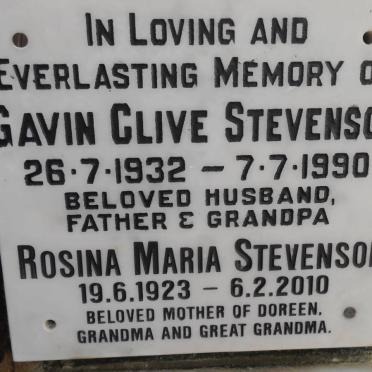 IN LOVING AND
EVERLASTING MEMORY O
GAVIN CLIVE STEVENSO
26·7·1932 – 7·7·1990
BELOVED HUSBAND,
FATHER & GRANDPA
ROSINA MARIA STEVENSON
19.6.1923 – 6.2.2010
BELOVED MOTHER OF DOREEN,
GRANDMA AND GREAT GRANDMA.